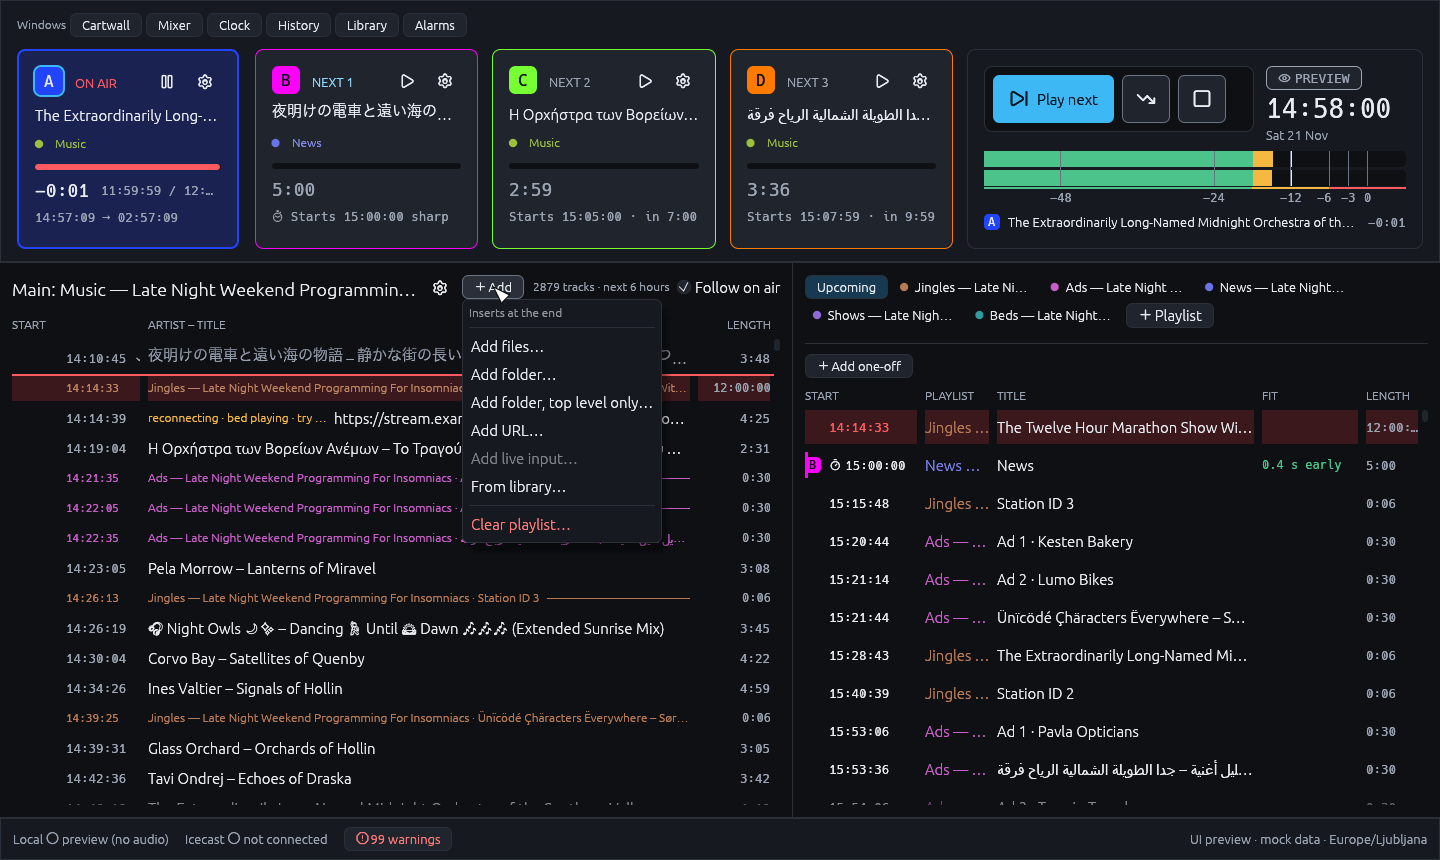 Windows Cartwall Mixer Clock History Library Alarms
A ON AIR
The Extraordinarily Long-…
Music
−0:01 11:59:59 / 12:…
14:57:09 → 02:57:09
B NEXT 1
夜明けの電車と遠い海の…
News
5:00
Starts 15:00:00 sharp
C NEXT 2
Η Ορχήστρα των Βορείων…
Music
2:59
Starts 15:05:00 · in 7:00
D NEXT 3
جدا الطويلة الشمالية الرياح فرقة…
Music
3:36
Starts 15:07:59 · in 9:59
Play next
PREVIEW
14:58:00
Sat 21 Nov
−48 −24 −12 −6 −3 0
A The Extraordinarily Long-Named Midnight Orchestra of th… −0:01
Main: Music — Late Night Weekend Programmin… + Add 2879 tracks · next 6 hours Follow on air
START ARTIST – TITLE LENGTH
14:10:45 夜明けの電車と遠い海の物語 – 静かな街の長い 3:48
14:14:33 Jingles — Late Night Weekend Programming For Insomniacs Wit… 12:00:00
14:14:39 reconnecting · bed playing · try … https://stream.exar o… 4:25
14:19:04 Η Ορχήστρα των Βορείων Ανέμων – Το Τραγού … 2:31
14:21:35 Ads — Late Night Weekend Programming For Insomniacs · 0:30
14:22:05 Ads — Late Night Weekend Programming For Insomniacs · 0:30
14:22:35 Ads — Late Night Weekend Programming For Insomniacs · 0:30
14:23:05 Pela Morrow – Lanterns of Miravel 3:08
14:26:13 Jingles — Late Night Weekend Programming For Insomniacs · Station ID 3 0:06
14:26:19 🎧 Night Owls 🌙✨ – Dancing 💃 Until 🌅 Dawn 🎶🎶🎶 (Extended Sunrise Mix) 3:45
14:30:04 Corvo Bay – Satellites of Quenby 4:22
14:34:26 Ines Valtier – Signals of Hollin 4:59
14:39:25 Jingles — Late Night Weekend Programming For Insomniacs · Ünïcödé Çhäracters Ëverywhere – Sør… 0:06
14:39:31 Glass Orchard – Orchards of Hollin 3:05
14:42:36 Tavi Ondrej – Echoes of Draska 3:42
Inserts at the end
Add files…
Add folder…
Add folder, top level only…
Add URL…
Add live input…
From library…
Clear playlist…
Upcoming Jingles — Late Ni… Ads — Late Night … News — Late Night…
Shows — Late Nigh… Beds — Late Night… + Playlist
+ Add one-off
START PLAYLIST TITLE FIT LENGTH
14:14:33 Jingles … The Twelve Hour Marathon Show Wi… 12:00:…
B 15:00:00 News … News 0.4 s early 5:00
15:15:48 Jingles … Station ID 3 0:06
15:20:44 Ads — … Ad 1 · Kesten Bakery 0:30
15:21:14 Ads — … Ad 2 · Lumo Bikes 0:30
15:21:44 Ads — … Ünïcödé Çhäracters Ëverywhere – S… 0:30
15:28:43 Jingles … The Extraordinarily Long-Named Mi… 0:06
15:40:39 Jingles … Station ID 2 0:06
15:53:06 Ads — … Ad 1 · Pavla Opticians 0:30
15:53:36 Ads — … ليل أغنية – جدا الطويلة الشمالية الرياح فرقة… 0:30
Local preview (no audio) Icecast not connected 99 warnings UI preview · mock data · Europe/Ljubljana